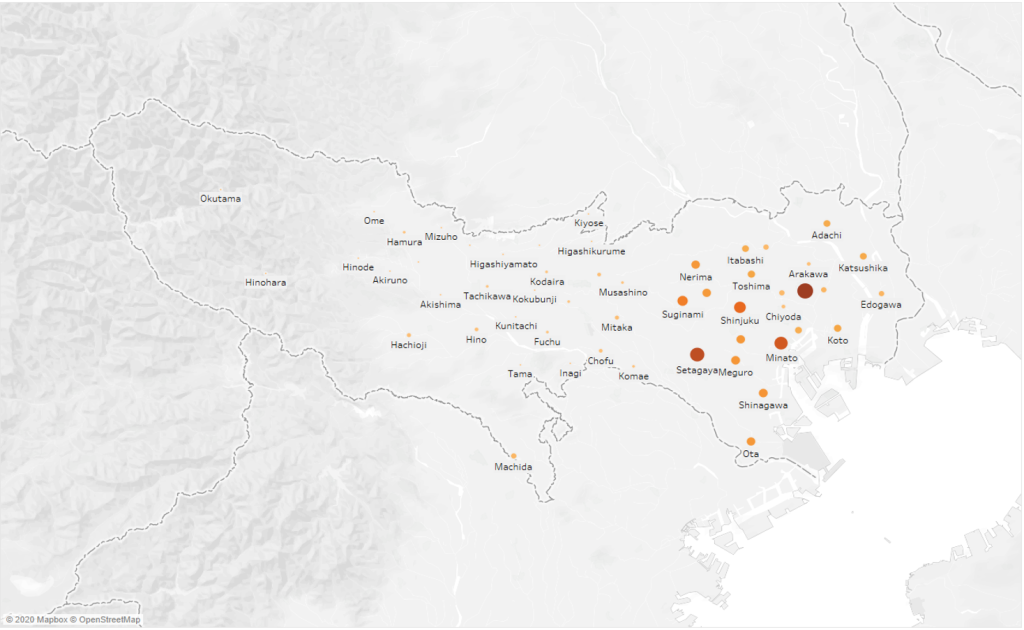 Okutama
Ome
Kiyose
Adachi
Hamura
Mizuho
Higashikurume
Itabashi
Hinode
Higashiyamato
Katsushika
Akiruno
Nerima
Arakawa
Hinohara
Kodaira
Toshima
Tachikawa
Kokubunji
Musashino
Akishima
Edogawa
Suginami
Shinjuku
Chiyoda
Kunitachi
Mitaka
Hachioji
Hino
Fuchu
Koto
Chofu
Minato
Tama
Inagi
Komae
Setagaya
Meguro
Shinagawa
Ota
Machida
© 2020 Mapbox © OpenStreetMap